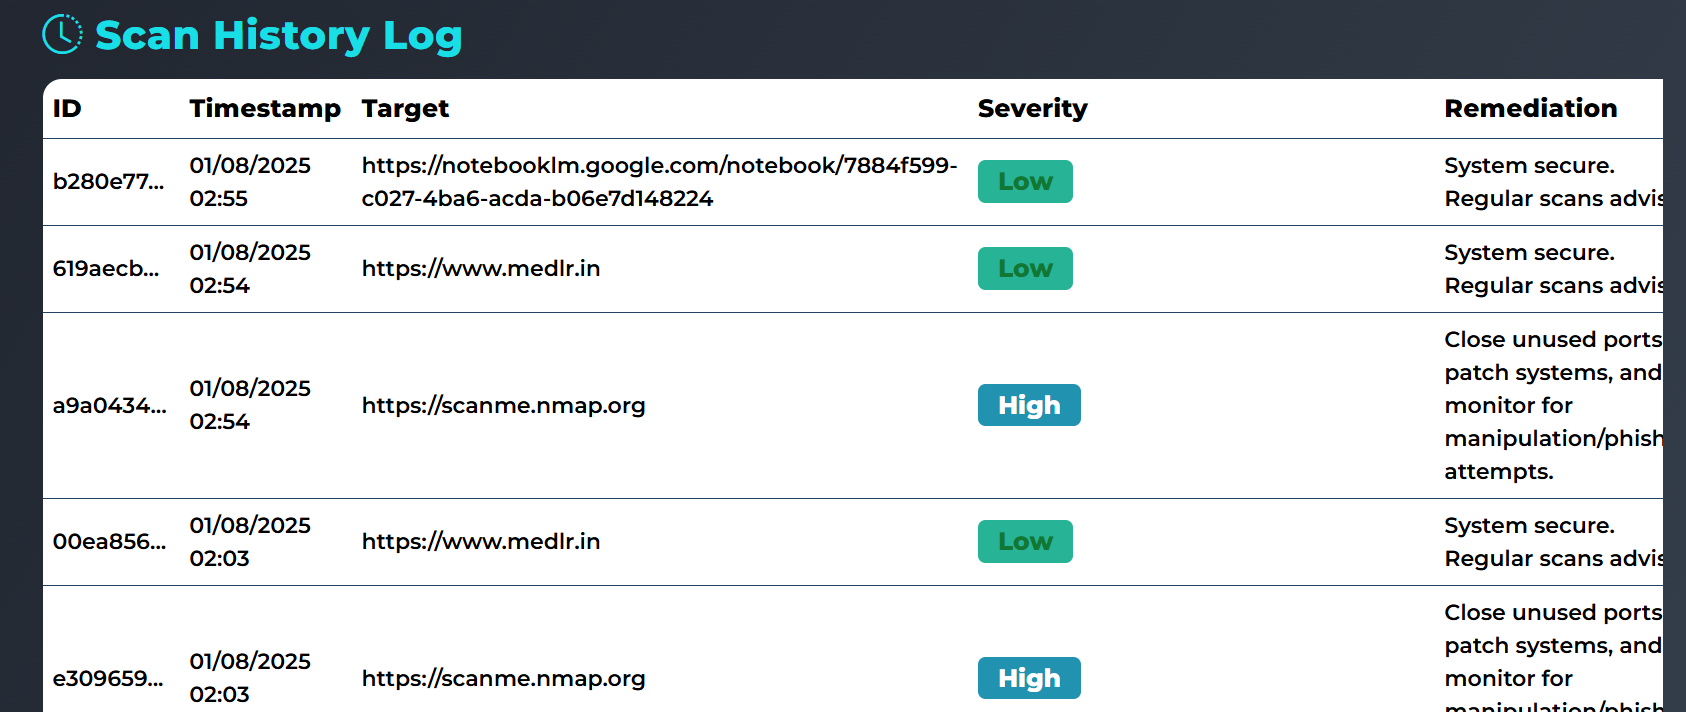 Scan History Log
ID Timestamp Target Severity Remediation
b280e77... 01/08/2025 02:55 https://notebooklm.google.com/notebook/7884f599- Low System secure.
c027-4ba6-acda-b06e7d148224 Regular scans advis
619aecb... 01/08/2025 02:54 https://www.medlr.in Low System secure.
Regular scans advis
a9a0434... 01/08/2025 02:54 https://scanme.nmap.org High Close unused ports
patch systems, and
monitor for
manipulation/phish
attempts.
00ea856... 01/08/2025 02:03 https://www.medlr.in Low System secure.
Regular scans advis
e309659... 01/08/2025 02:03 https://scanme.nmap.org High Close unused ports
patch systems, and
monitor for
manipulation/phish